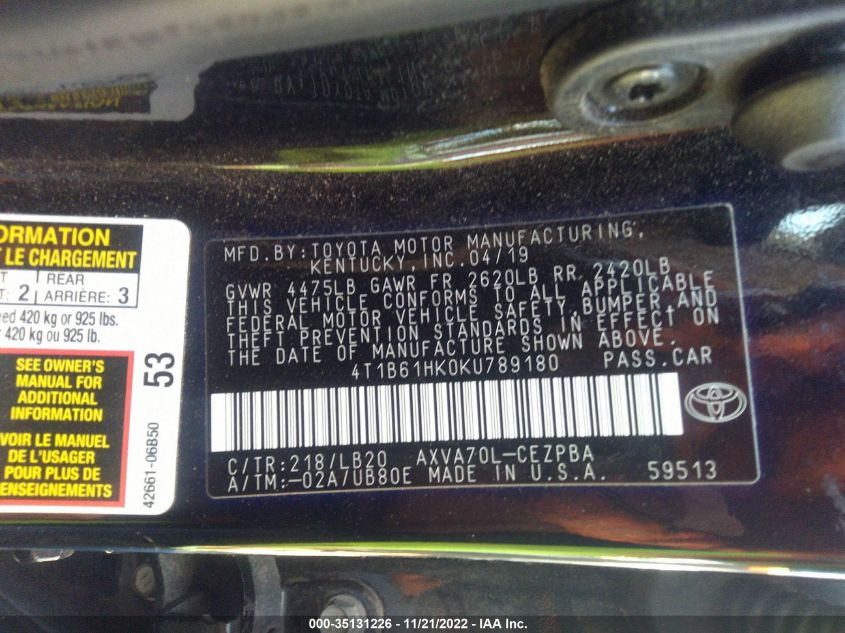 ORMATION
T LE CHARGEMENT
2
REAR
ARRIÈRE: 3
420 kg or 925 lbs.
420 kg ou 925 lb.
SEE OWNER'S
MANUAL FOR
ADDITIONAL
INFORMATION
VOIR LE MANUEL
DE L'USAGER
POUR PLUS DE
ENSEIGNEMENTS
53
42661-06B50
MFD. BY: TOYOTA MOTOR MANUFACTURING,
KENTUCKY, INC. 04/19
GVWR 4475LB GAWR FR. 2620LB RR. 2420LB
THIS VEHICLE CONFORMS TO ALL APPLICABLE
FEDERAL MOTOR VEHICLE SAFETY, BUMPER, AND
THEFT PREVENTION STANDARDS IN EFFECT ON
THE DATE OF MANUFACTURE SHOWN ABOVE.
4T1B61HK0KU789180 PASS. CAR
C/TR: 218/LB20 AXVA70L-CEZPBA
A/TM: -02A/UB80E MADE IN U.S.A. 59513
000-35131226 - 11/21/2022 - IAA Inc.